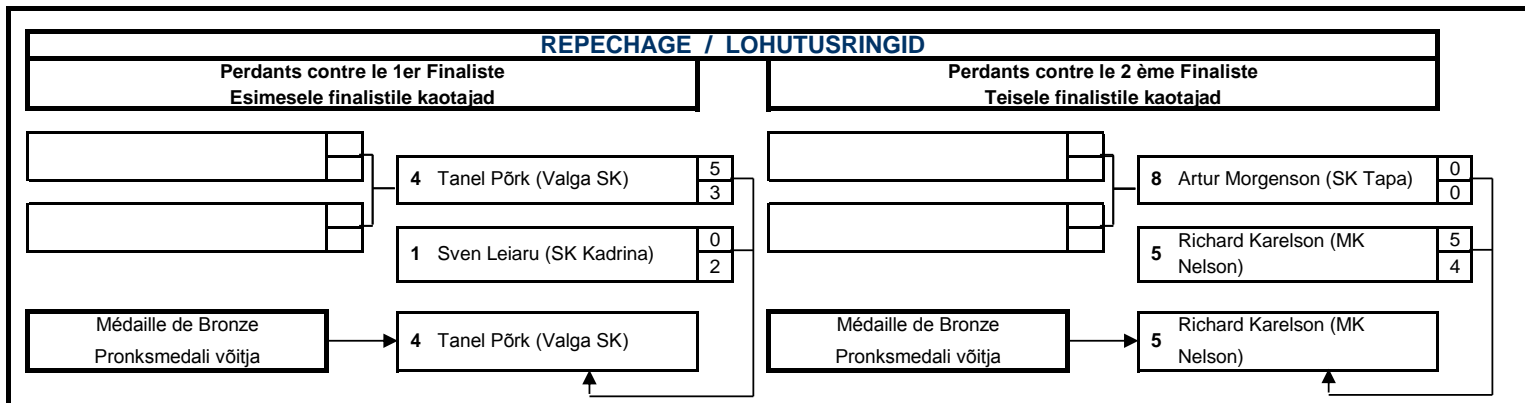 REPECHAGE / LOHUTUSRINGID
Perdants contre le 1er Finaliste
Esimesele finalistile kaotajad
Perdants contre le 2 ème Finaliste
Teisele finalistile kaotajad
4 Tanel Põrk (Valga SK) 5
3
1 Sven Leiaru (SK Kadrina) 0
2
Médaille de Bronze
Pronksmedali võitja
4 Tanel Põrk (Valga SK)
8 Artur Morgenson (SK Tapa) 0
0
5 Richard Karelson (MK
Nelson) 5
4
Médaille de Bronze
Pronksmedali võitja
5 Richard Karelson (MK
Nelson)